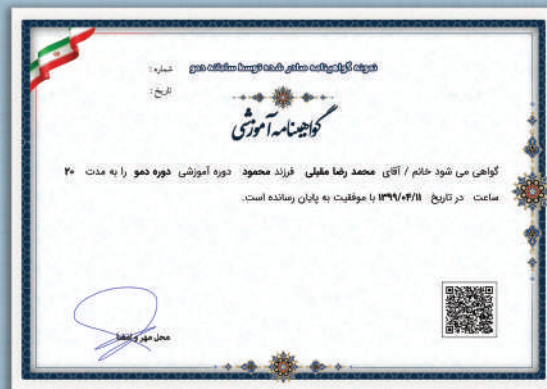 نمونه گواهینامه صادر شده توسط سامانه دمو
شماره :
تاریخ :
گواهینامه آموزشی
گواهی می شود خانم / آقای محمد رضا مقبلی فرزند محمود دوره آموزشی دوره دمو را به مدت ۲۰
ساعت در تاریخ ۱۳۹۹/۰۴/۱۱ با موفقیت به پایان رسانده است.
محل مهر و امضا